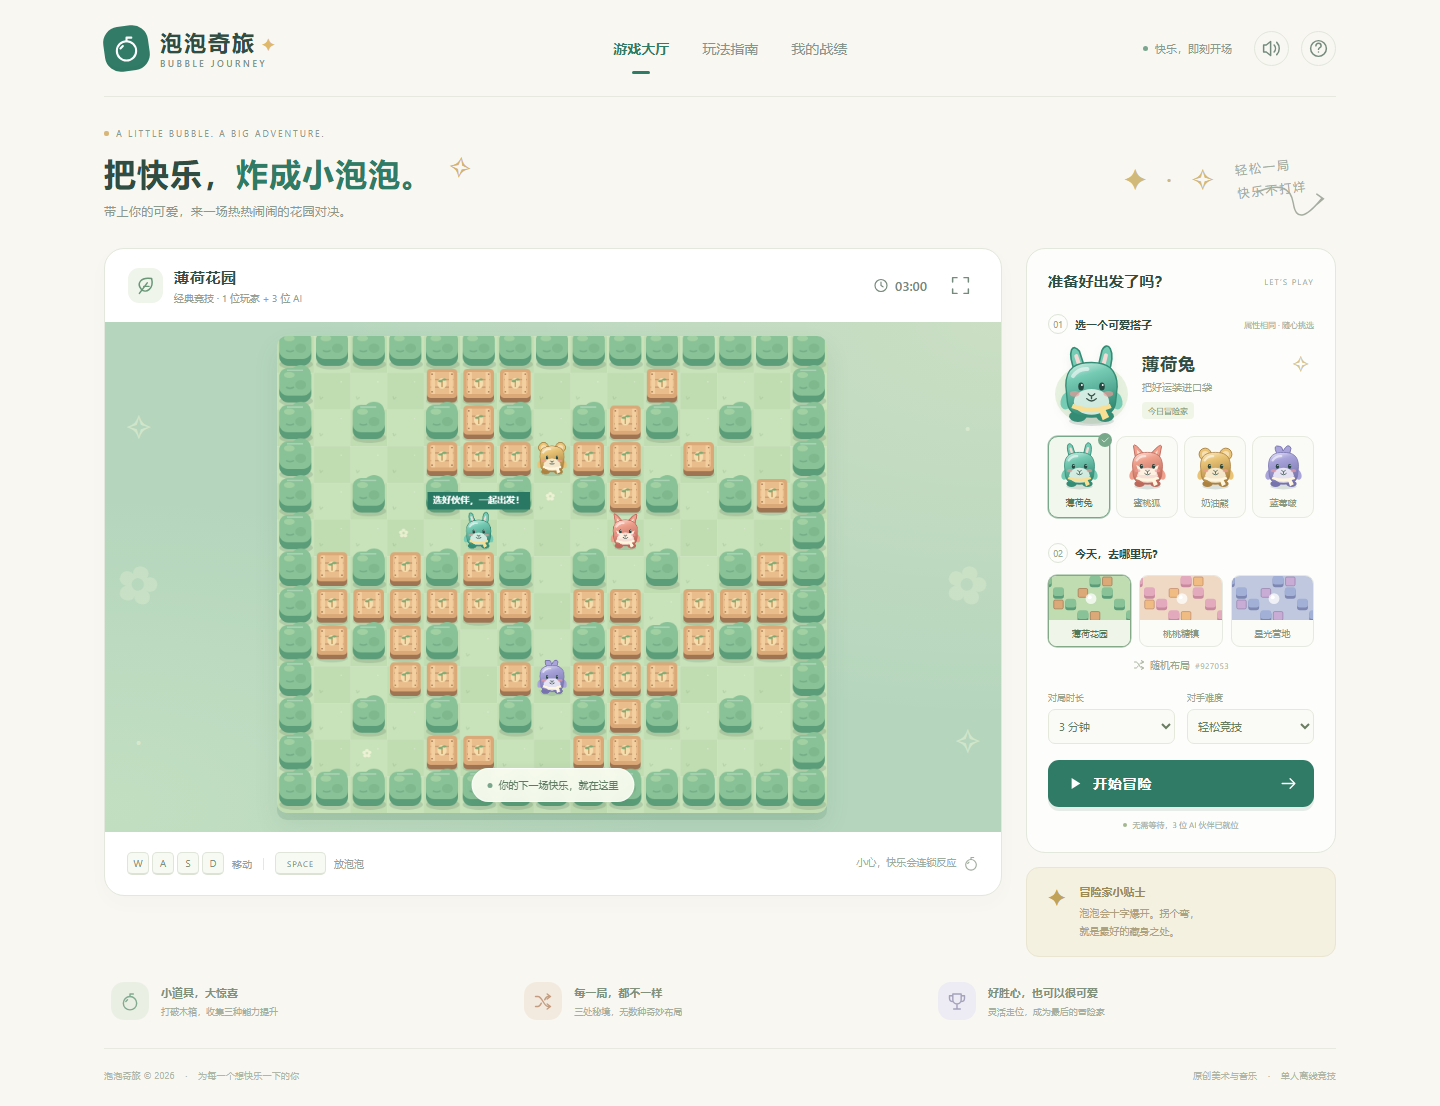 泡泡奇旅
BUBBLE JOURNEY
游戏大厅
玩法指南
我的战绩
快乐，即刻开场
A LITTLE BUBBLE. A BIG ADVENTURE.
把快乐，炸成小泡泡。
带上你的可爱，来一场热热闹闹的花园对决。
轻松一局
快乐不打烊
薄荷花园
经典竞技 · 1 位玩家 + 3 位 AI
03:00
选好伙伴，一起出发！
你的下一场快乐，就在这里
W A S D 移动
SPACE 放泡泡
小心，快乐会连锁反应
准备好出发了吗？
LET'S PLAY
01 选一个可爱搭子
属性相同 · 随心挑选
薄荷兔
把好运装进口袋
今日冒险家
薄荷兔
蜜桃狐
奶油熊
蓝莓啵
02 今天，去哪里玩？
薄荷花园
桃桃糖镇
星光营地
随机布局 #927053
对局时长
对手难度
3 分钟
轻松竞技
开始冒险
无需等待，3 位 AI 伙伴已就位
冒险家小贴士
泡泡会十字爆开。拐个弯，
就是最好的藏身之处。
小道具，大惊喜
打破木箱，收集三种能力提升
每一局，都不一样
三处秘境，无数种奇妙布局
好胜心，也可以很可爱
灵活走位，成为最后的冒险家
泡泡奇旅 © 2026 · 为每一个想快乐一下的你
原创美术与音乐 · 单人离线竞技